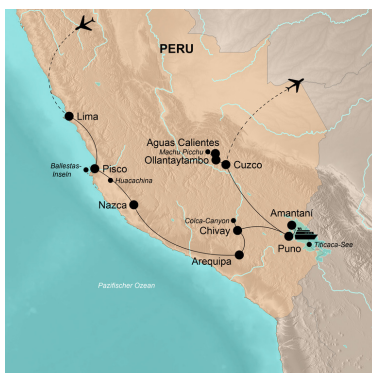 PERU
Lima
Aguas Calientes
Machu Picchu
Ollantaytambo
Cuzco
Ballestas-
Inseln
Pisco
Huacachina
Nazca
Colca-Canyon
Amantaní
Chivay
Titicaca-See
Puno
Arequipa
Pazifischer Ozean